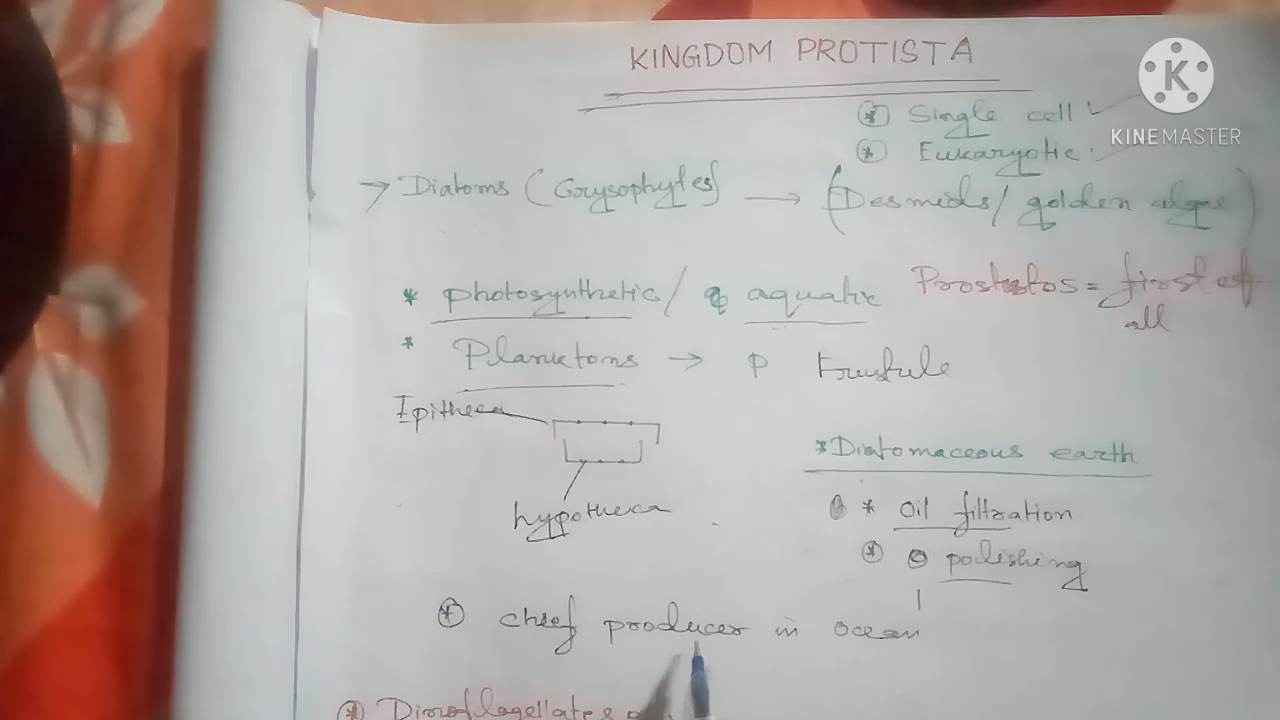 KINGDOM PROTISTA
K
KINEMASTER
* Single cell
* Eukaryotic
→ Diatoms (Grysophytes) → (Desmids/golden algae)
* photosynthetic/ aquatic
Prostistos = first of all
* Planktons → p frustule
Epitheca
hypotheca
*Diatomaceous earth
* Oil filtration
* polishing
* chief producer in ocean
* Dinoflagellates